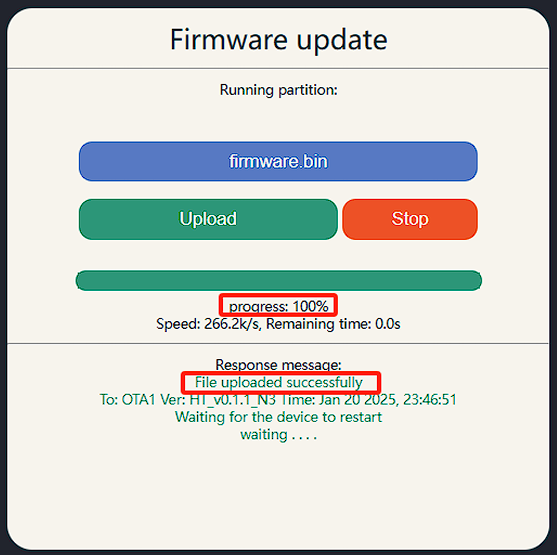 Firmware update
Running partition:
firmware.bin
Upload
Stop
progress: 100%
Speed: 266.2k/s, Remaining time: 0.0s
Response message:
File uploaded successfully
To: OTA1 Ver: HT_v0.1.1_N3 Time: Jan 20 2025, 23:46:51
Waiting for the device to restart
waiting . . . .